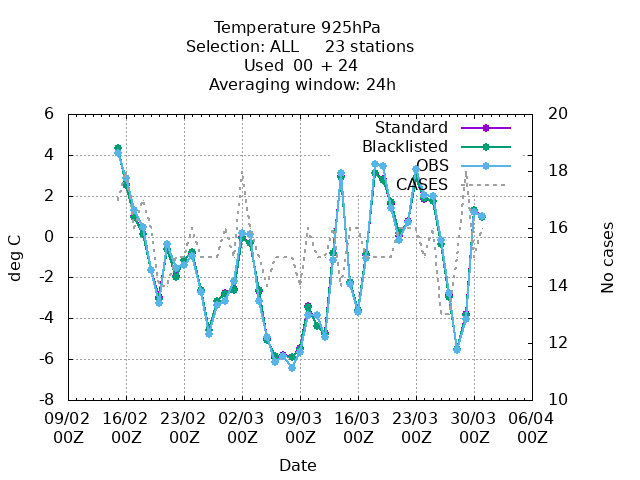 Temperature 925hPa
Selection: ALL 23 stations
Used 00 + 24
Averaging window: 24h
6 20
Standard
Blacklisted
4
OBS
2 18
CASES
0 16
deg C
No cases
-2 14
-4
12
-6
-8 10
09/02 16/02 23/02 02/03 09/03 16/03 23/03 30/03 06/04
00Z 00Z 00Z 00Z 00Z 00Z 00Z 00Z 00Z
Date